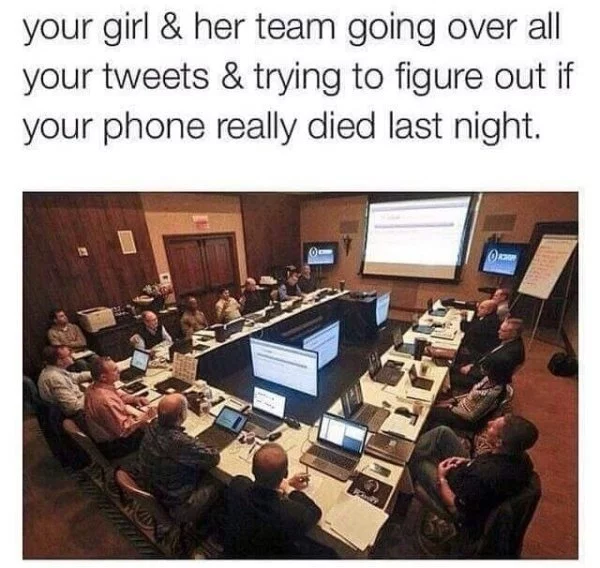 your girl & her team going over all
your tweets & trying to figure out if
your phone really died last night.